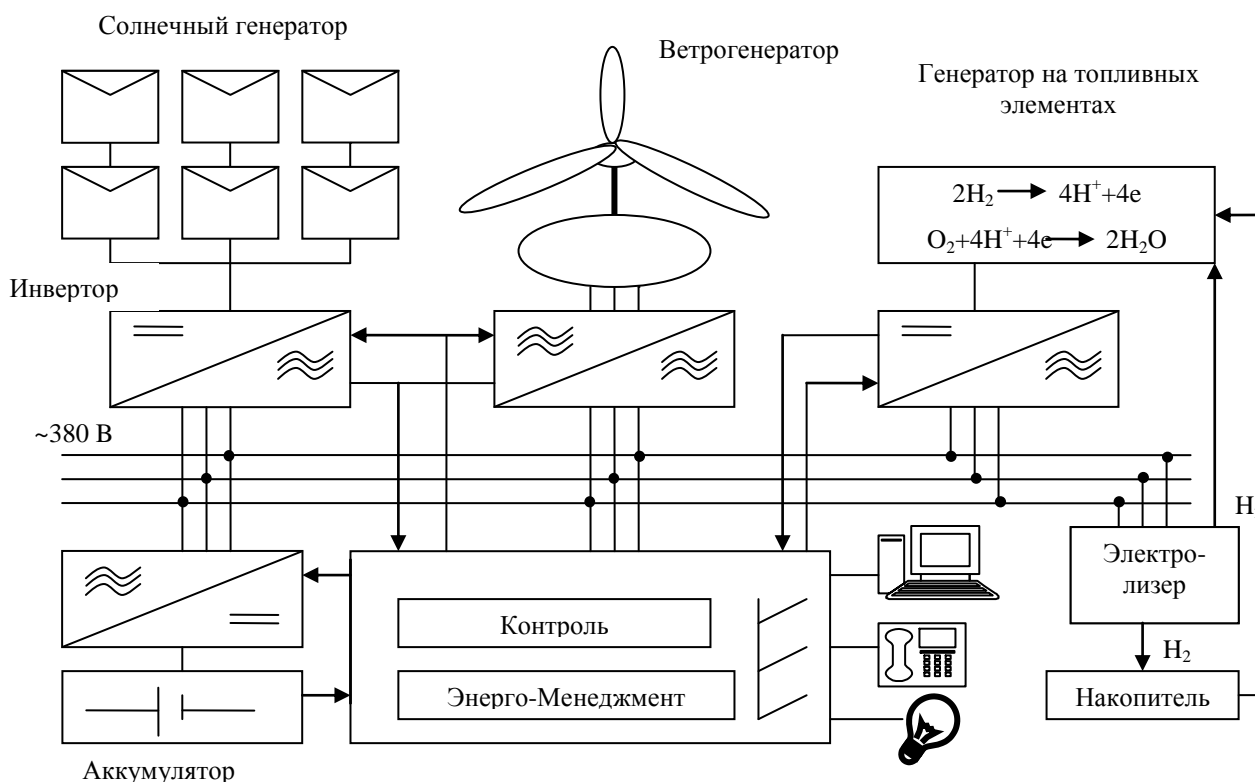 Солнечный генератор
Ветрогенератор
Генератор на топливных
элементах
2H₂ → 4H⁺+4e
O₂+4H⁺+4e → 2H₂O
Инвертор
~380 В
H
Электро-
лизер
Контроль
H₂
Энерго-Менеджмент
Накопитель
Аккумулятор